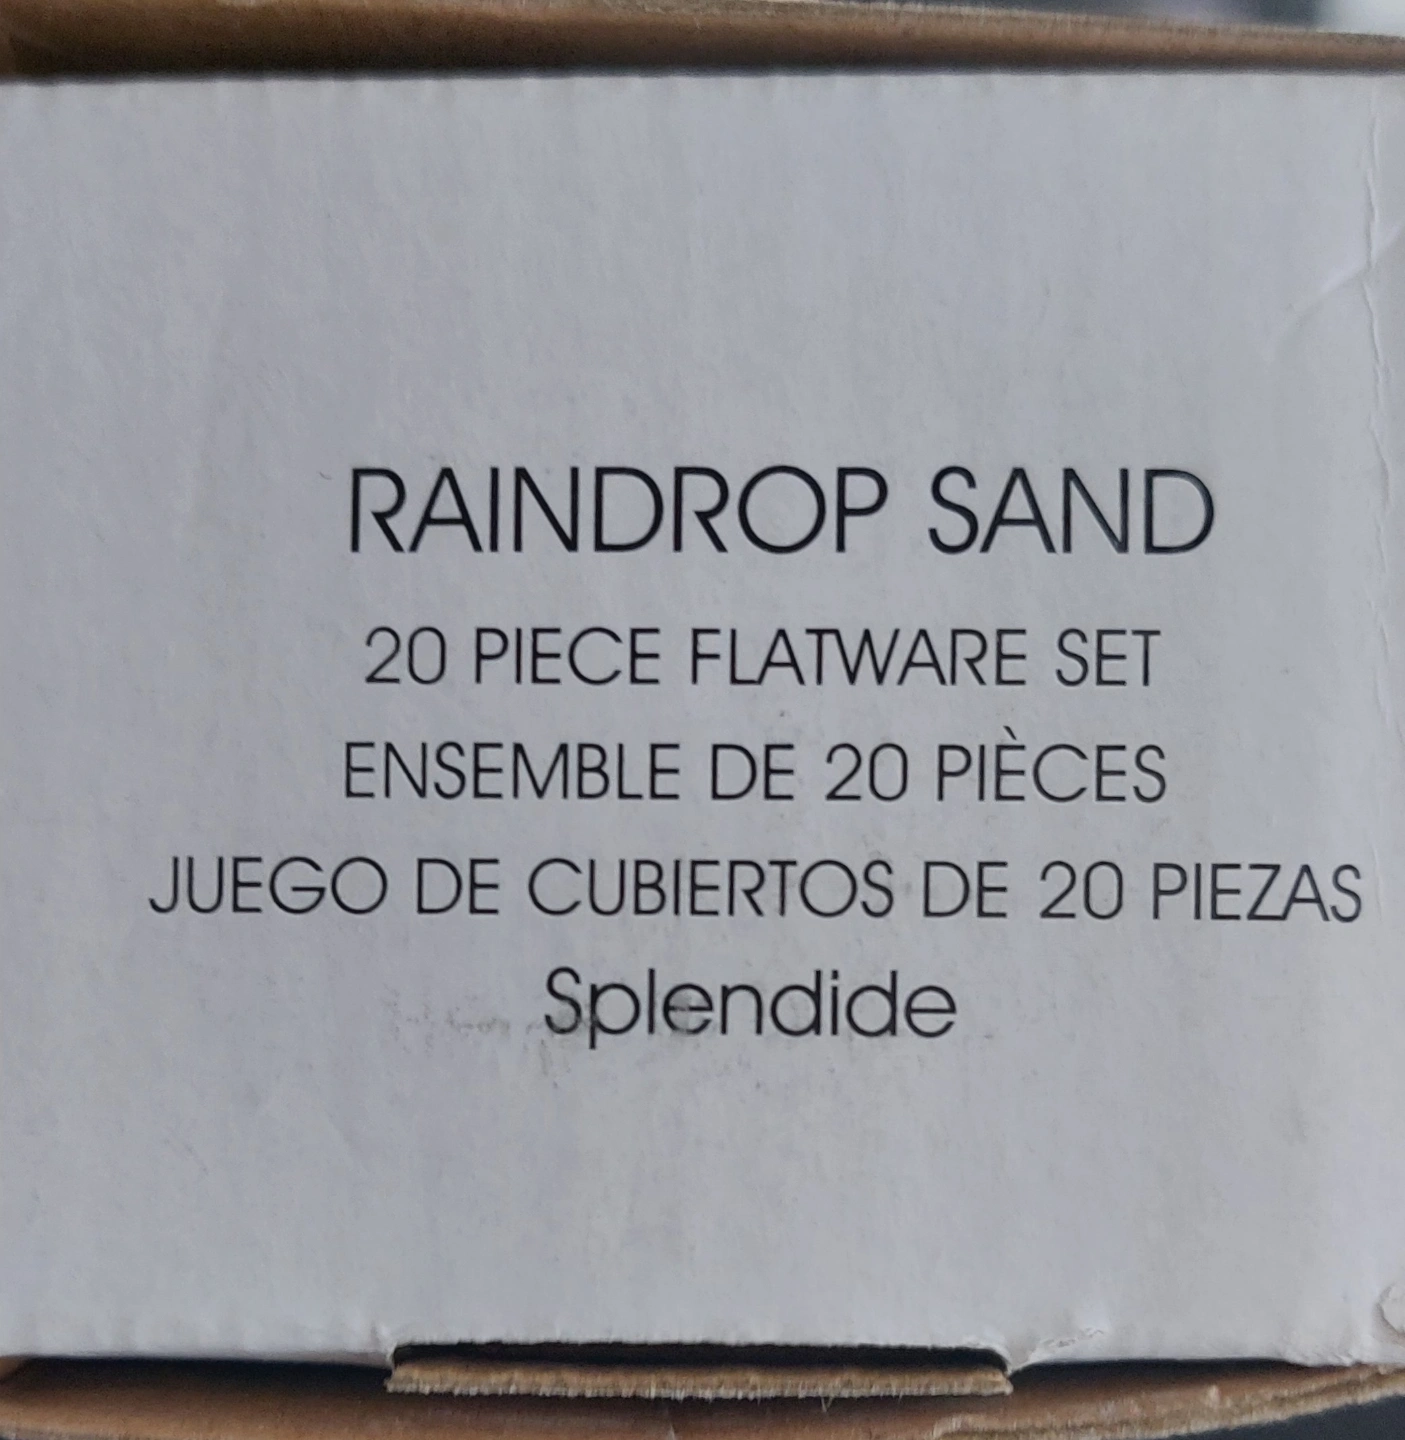 RAINDROP SAND
20 PIECE FLATWARE SET
ENSEMBLE DE 20 PIÈCES
JUEGO DE CUBIERTOS DE 20 PIEZAS
Splendide